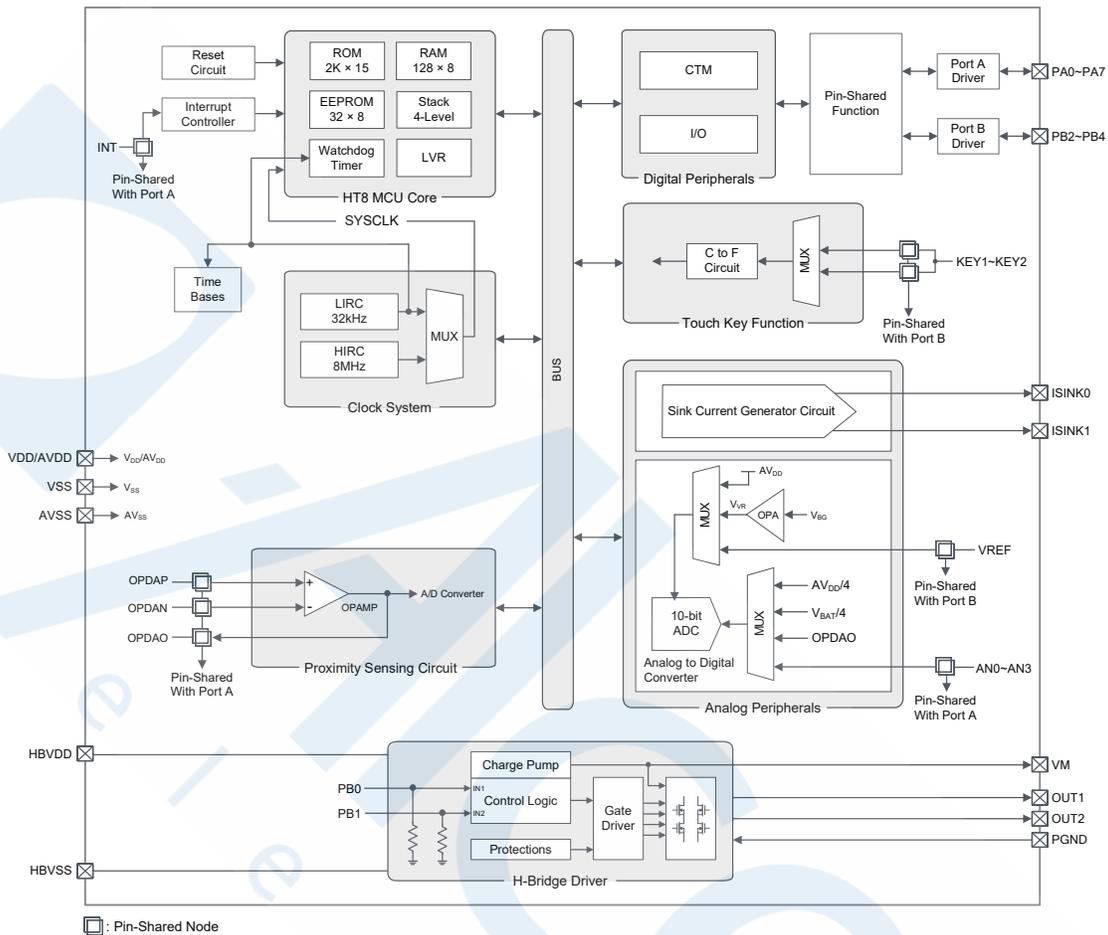 Reset
Circuit
Interrupt
Controller
INT
Pin-Shared
With Port A
ROM
2K × 15
RAM
128 × 8
EEPROM
32 × 8
Stack
4-Level
Watchdog
Timer
LVR
HT8 MCU Core
SYSCLK
Time
Bases
LIRC
32kHz
HIRC
8MHz
MUX
Clock System
BUS
CTM
I/O
Digital Peripherals
Pin-Shared
Function
Port A
Driver
Port B
Driver
PA0~PA7
PB2~PB4
C to F
Circuit
MUX
Touch Key Function
KEY1~KEY2
Pin-Shared
With Port B
Sink Current Generator Circuit
ISINK0
ISINK1
MUX
AVDD
VVR
OPA
VBG
VREF
Pin-Shared
With Port B
10-bit
ADC
MUX
AVDD/4
VBAT/4
OPDAO
AN0~AN3
Pin-Shared
With Port A
Analog to Digital
Converter
Analog Peripherals
VDD/AVDD
VDD/AVDD
VSS
VSS
AVSS
AVSS
OPDAP
OPDAN
OPDAO
Pin-Shared
With Port A
+
-
OPAMP
A/D Converter
Proximity Sensing Circuit
HBVDD
HBVSS
PB0
PB1
Charge Pump
IN1
IN2
Control Logic
Protections
Gate
Driver
H-Bridge Driver
VM
OUT1
OUT2
PGND
: Pin-Shared Node